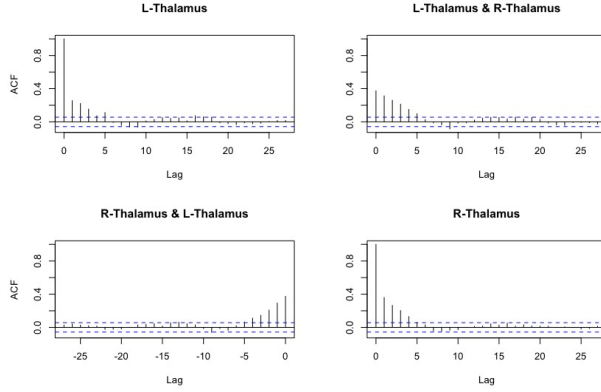 L-Thalamus
L-Thalamus & R-Thalamus
ACF
0.0 0.4 0.8
0 5 10 15 20 25
Lag
ACF
0.0 0.4 0.8
0 5 10 15 20 25
Lag
R-Thalamus & L-Thalamus
R-Thalamus
ACF
0.0 0.4 0.8
-25 -20 -15 -10 -5 0
Lag
ACF
0.0 0.4 0.8
0 5 10 15 20 25
Lag